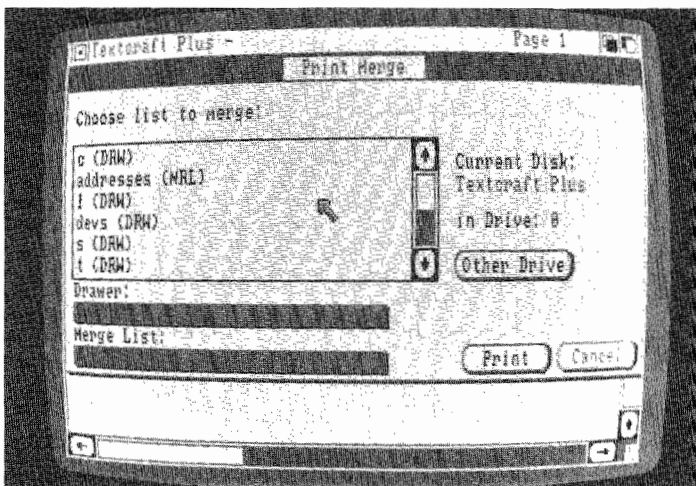 Textcraft Plus - Page 1
Print Merge
Choose list to merge:
c (DRW)
addresses (WRL)
l (DRW)
devs (DRW)
s (DRW)
t (DRW)
Drawer:
Merge List:
Current Disk:
Textcraft Plus
in Drive: 0
Other Drive
Print
Cancel